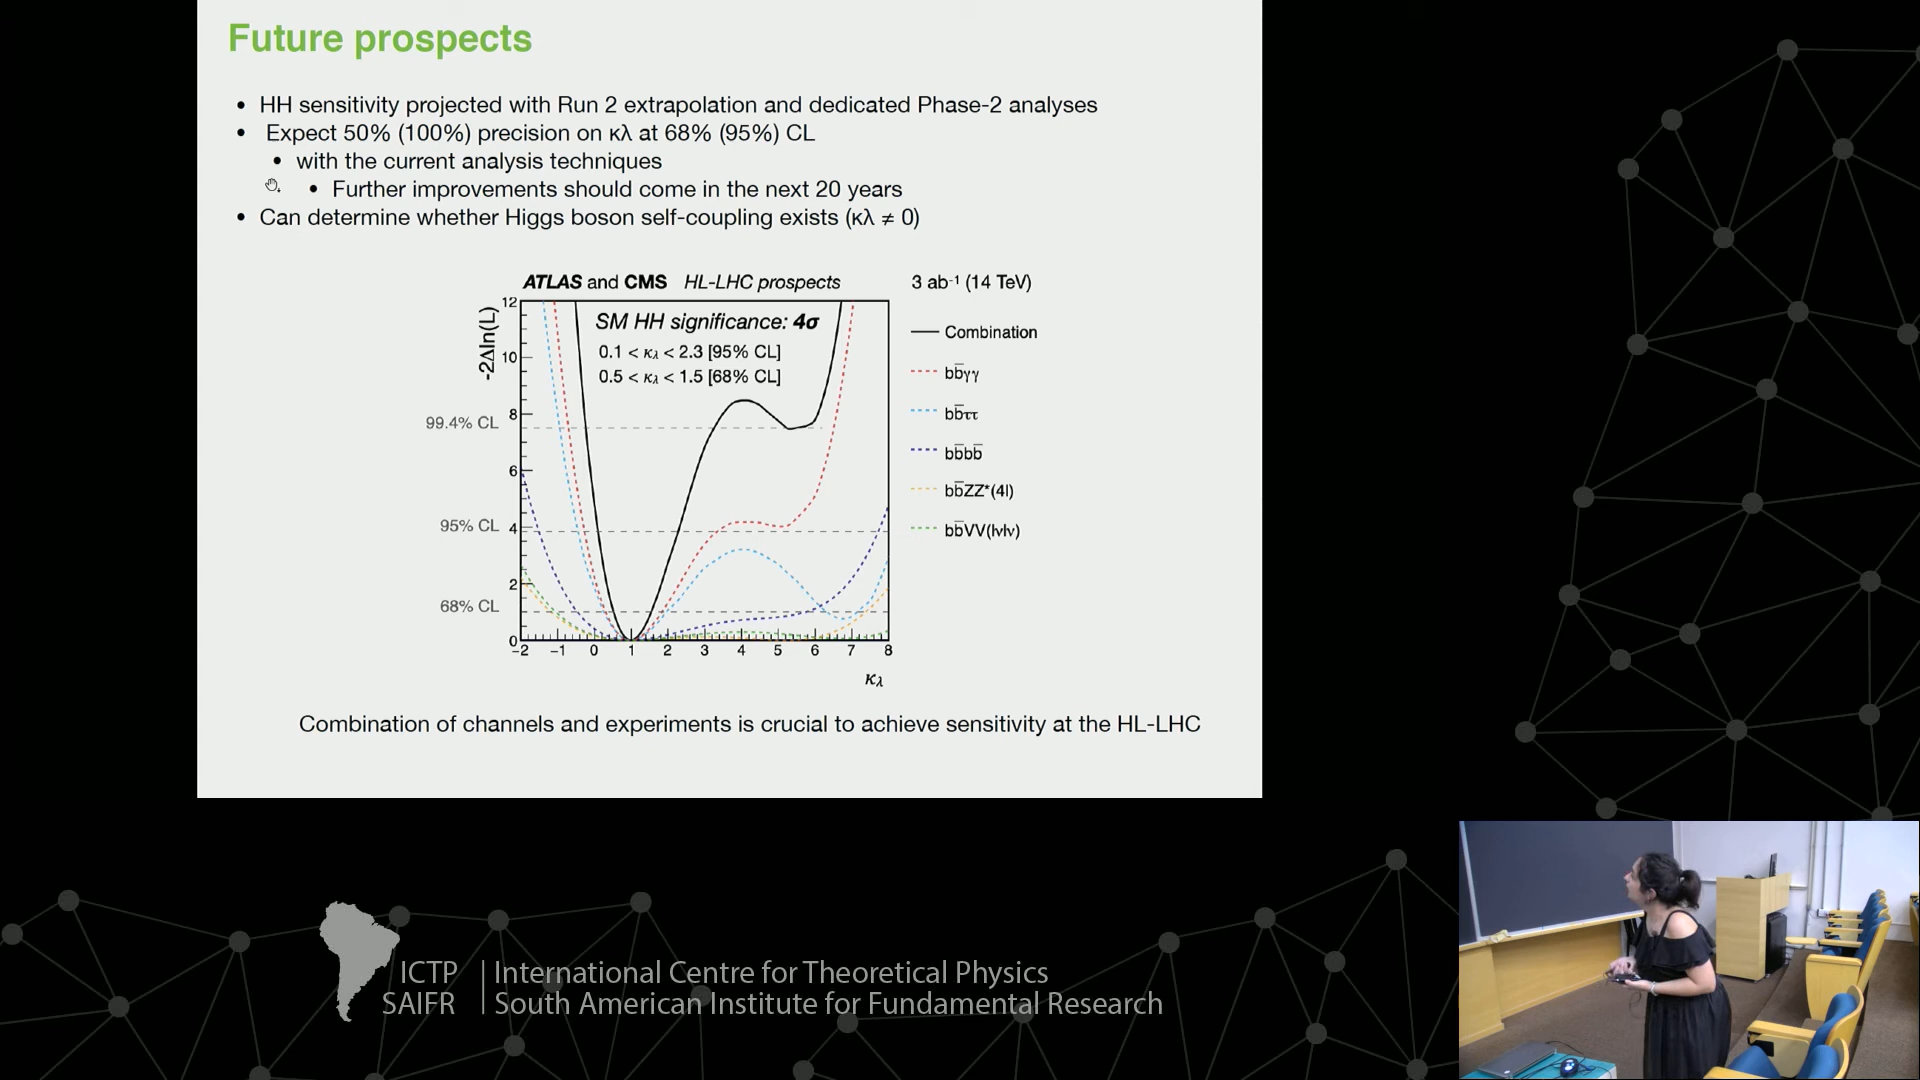 Future prospects
• HH sensitivity projected with Run 2 extrapolation and dedicated Phase-2 analyses
• Expect 50% (100%) precision on κλ at 68% (95%) CL
• with the current analysis techniques
• Further improvements should come in the next 20 years
• Can determine whether Higgs boson self-coupling exists (κλ ≠ 0)
ATLAS and CMS HL-LHC prospects 3 ab⁻¹ (14 TeV)
SM HH significance: 4σ
0.1 < κλ < 2.3 [95% CL]
0.5 < κλ < 1.5 [68% CL]
-2Δln(L)
12
10
8
6
4
2
0
99.4% CL
95% CL
68% CL
−2 −1 0 1 2 3 4 5 6 7 8
κλ
Combination
bb̅γγ
bb̅ττ
bb̅bb̅
bb̅ZZ*(4l)
bb̅VV(lνlν)
Combination of channels and experiments is crucial to achieve sensitivity at the HL-LHC
ICTP International Centre for Theoretical Physics
SAIFR South American Institute for Fundamental Research